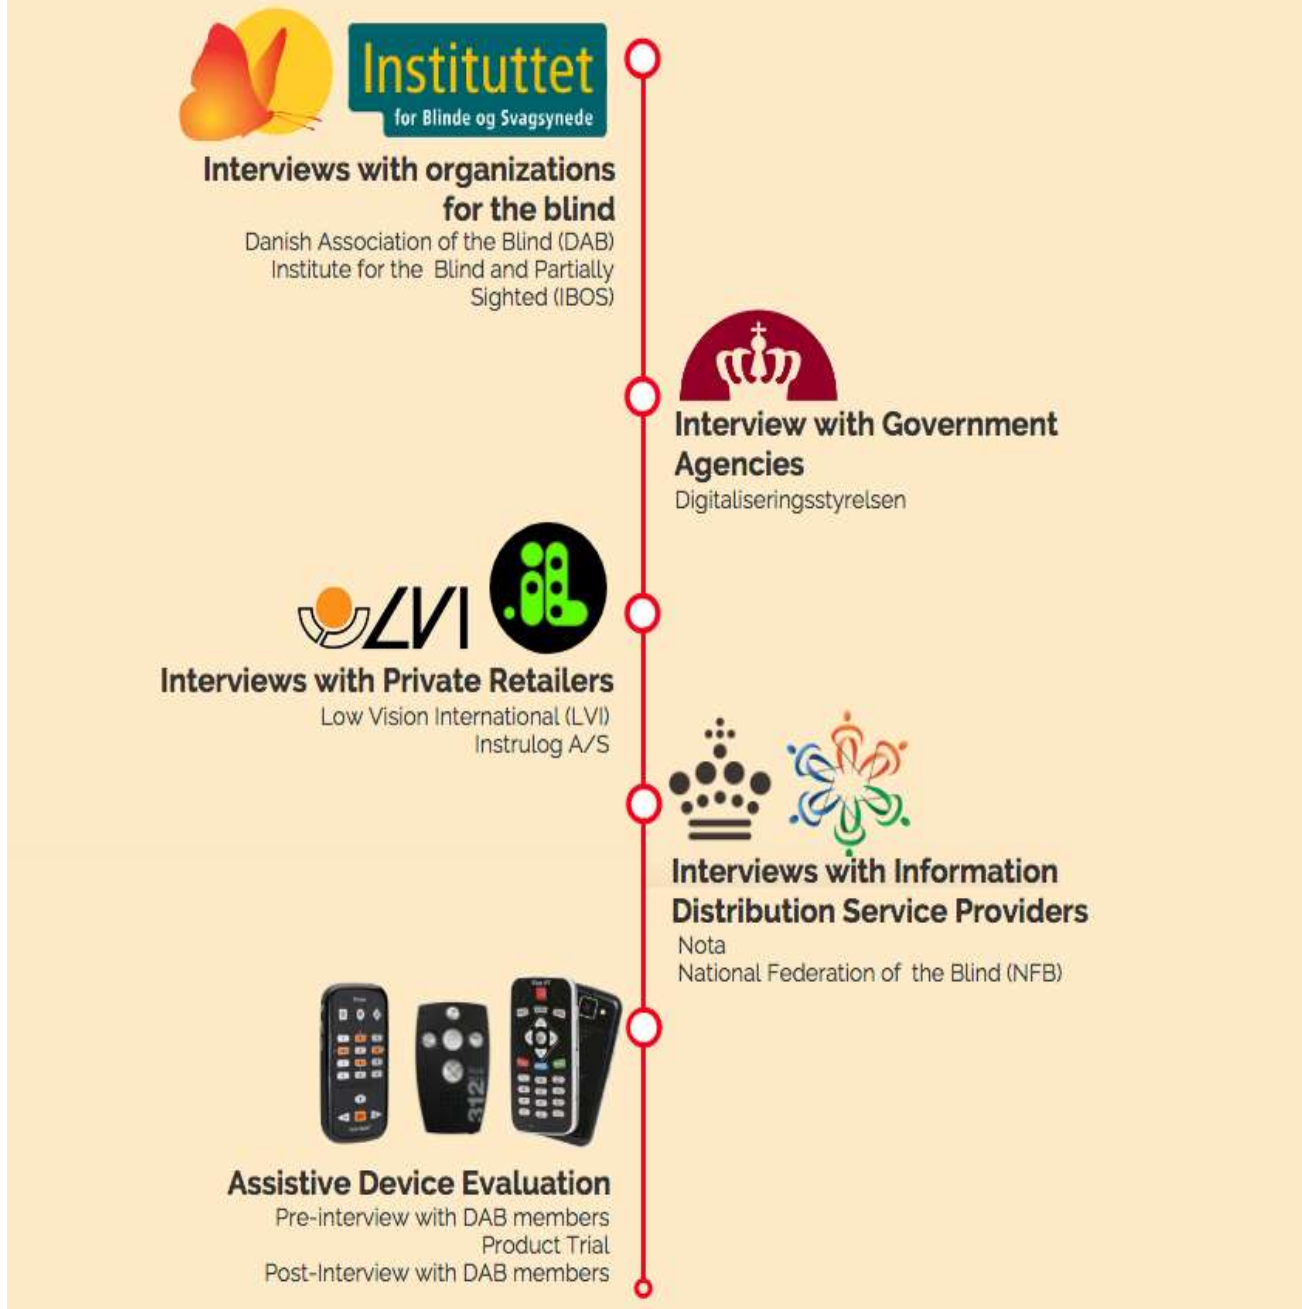 Instituttet
for Blinde og Svagsynede
Interviews with organizations
for the blind
Danish Association of the Blind (DAB)
Institute for the Blind and Partially
Sighted (IBOS)
Interview with Government
Agencies
Digitaliseringsstyrelsen
LVI
iL
Interviews with Private Retailers
Low Vision International (LVI)
Instrulog A/S
Interviews with Information
Distribution Service Providers
Nota
National Federation of the Blind (NFB)
312
Assistive Device Evaluation
Pre-interview with DAB members
Product Trial
Post-Interview with DAB members